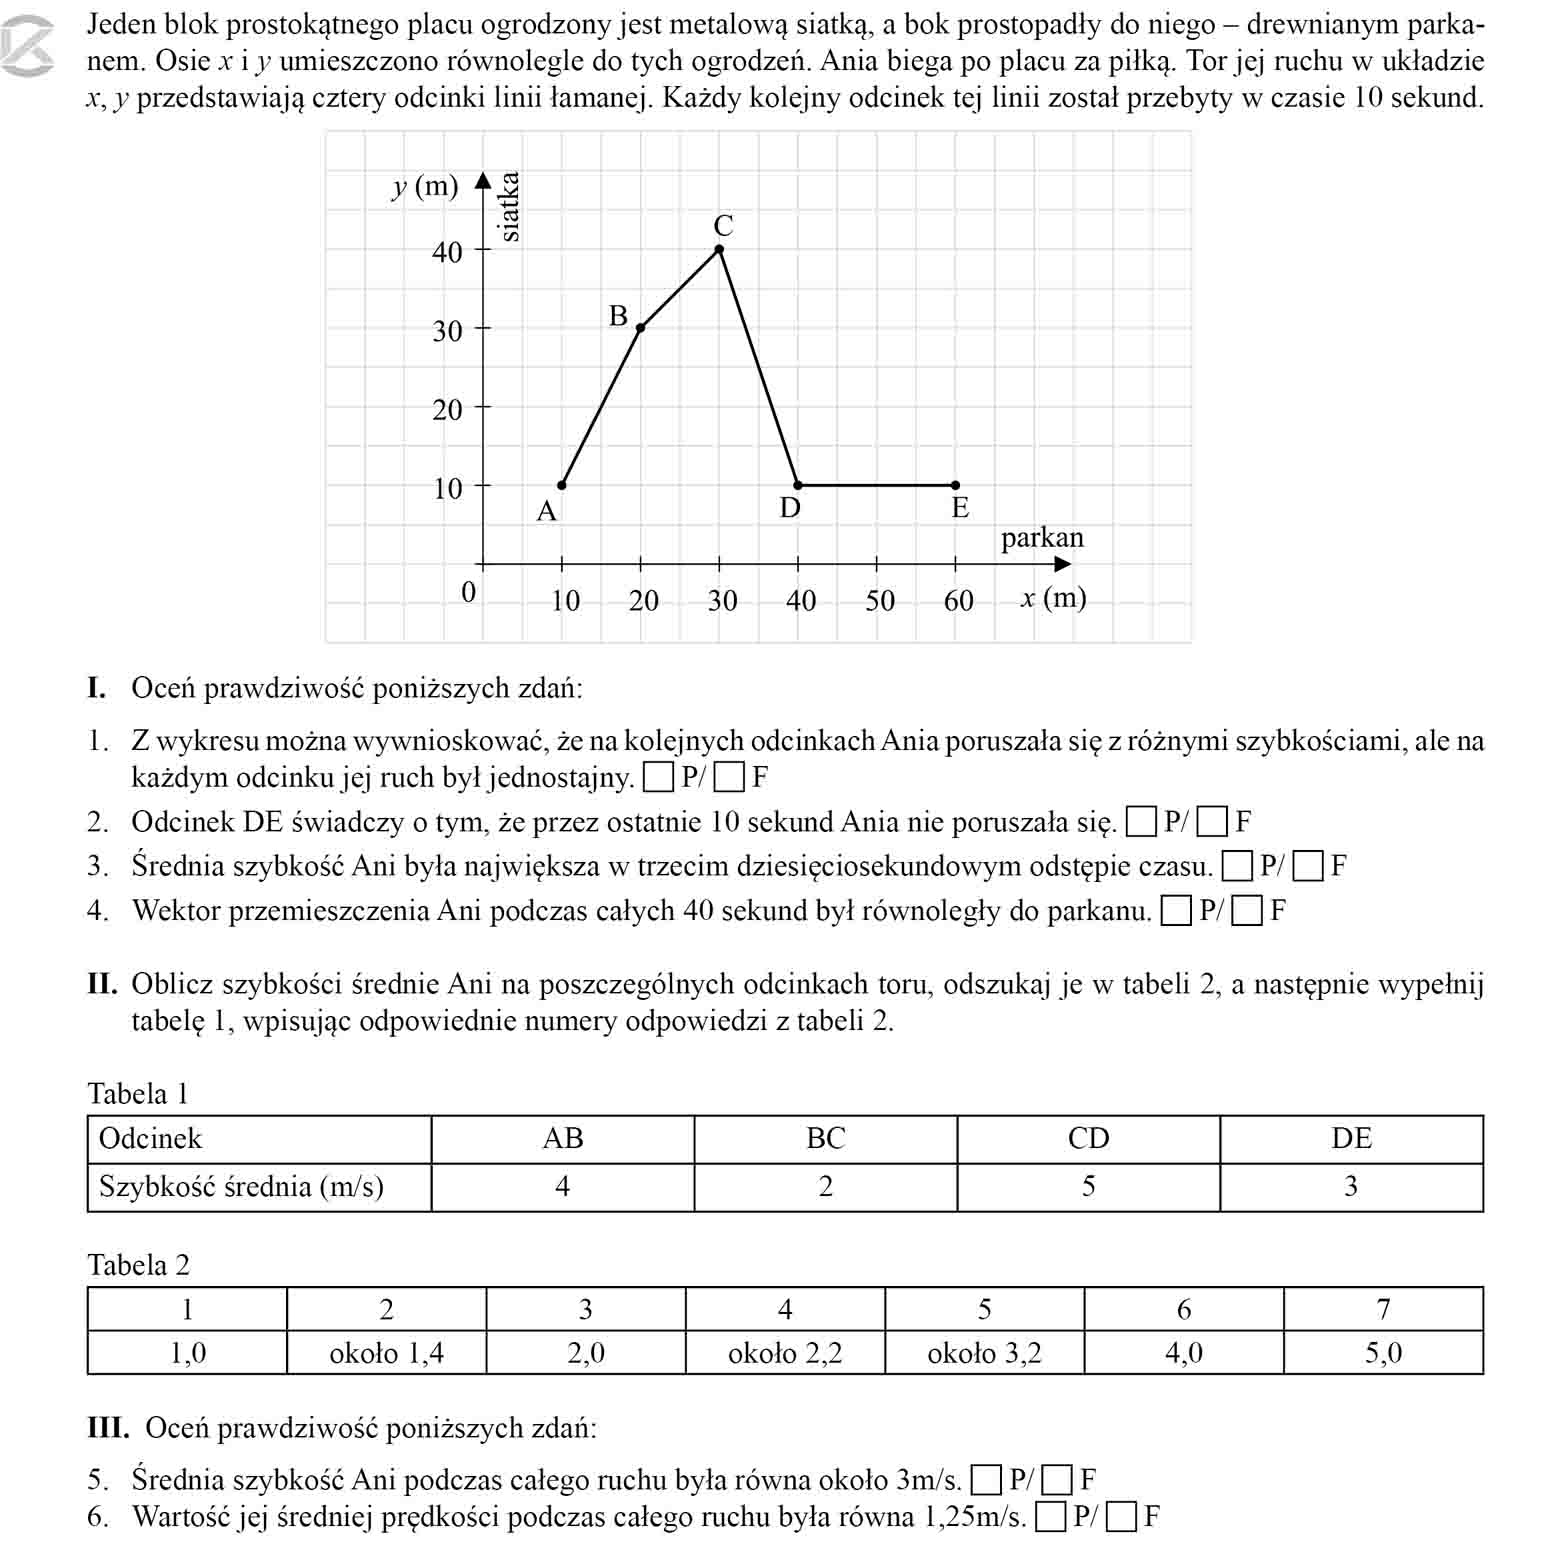 Jeden blok prostokątnego placu ogrodzony jest metalową siatką, a bok prostopadły do niego – drewnianym parka-
nem. Osie x i y umieszczono równolegle do tych ogrodzeń. Ania biega po placu za piłką. Tor jej ruchu w układzie
x, y przedstawiają cztery odcinki linii łamanej. Każdy kolejny odcinek tej linii został przebyty w czasie 10 sekund.
y (m)
siatka
C
40
B
30
20
10
A
D
E
parkan
0
10
20
30
40
50
60
x (m)
I. Oceń prawdziwość poniższych zdań:
1. Z wykresu można wywnioskować, że na kolejnych odcinkach Ania poruszała się z różnymi szybkościami, ale na
każdym odcinku jej ruch był jednostajny. □ P/ □ F
2. Odcinek DE świadczy o tym, że przez ostatnie 10 sekund Ania nie poruszała się. □ P/ □ F
3. Średnia szybkość Ani była największa w trzecim dziesięciosekundowym odstępie czasu. □ P/ □ F
4. Wektor przemieszczenia Ani podczas całych 40 sekund był równoległy do parkanu. □ P/ □ F
II. Oblicz szybkości średnie Ani na poszczególnych odcinkach toru, odszukaj je w tabeli 2, a następnie wypełnij
tabelę 1, wpisując odpowiednie numery odpowiedzi z tabeli 2.
Tabela 1
Odcinek AB BC CD DE
Szybkość średnia (m/s) 4 2 5 3
Tabela 2
1 2 3 4 5 6 7
1,0 około 1,4 2,0 około 2,2 około 3,2 4,0 5,0
III. Oceń prawdziwość poniższych zdań:
5. Średnia szybkość Ani podczas całego ruchu była równa około 3m/s. □ P/ □ F
6. Wartość jej średniej prędkości podczas całego ruchu była równa 1,25m/s. □ P/ □ F